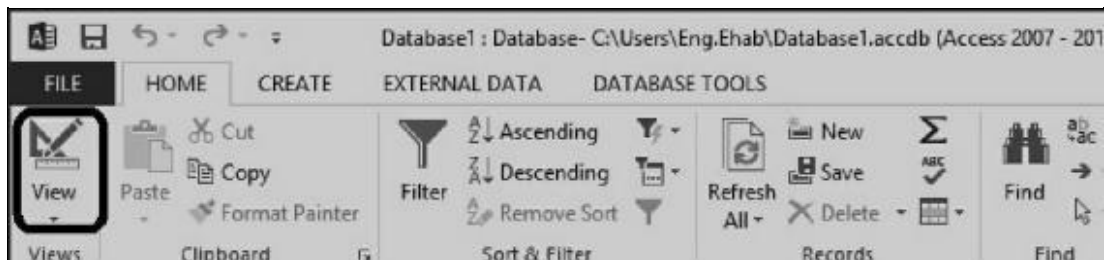 Database1 : Database- C:\Users\Eng.Ehab\Database1.accdb (Access 2007 - 201
FILE HOME CREATE EXTERNAL DATA DATABASE TOOLS
View
Paste
Cut
Copy
Format Painter
Filter
Ascending
Descending
Remove Sort
Refresh
All
New
Save
Delete
Find
Views Clipboard Sort & Filter Records Find